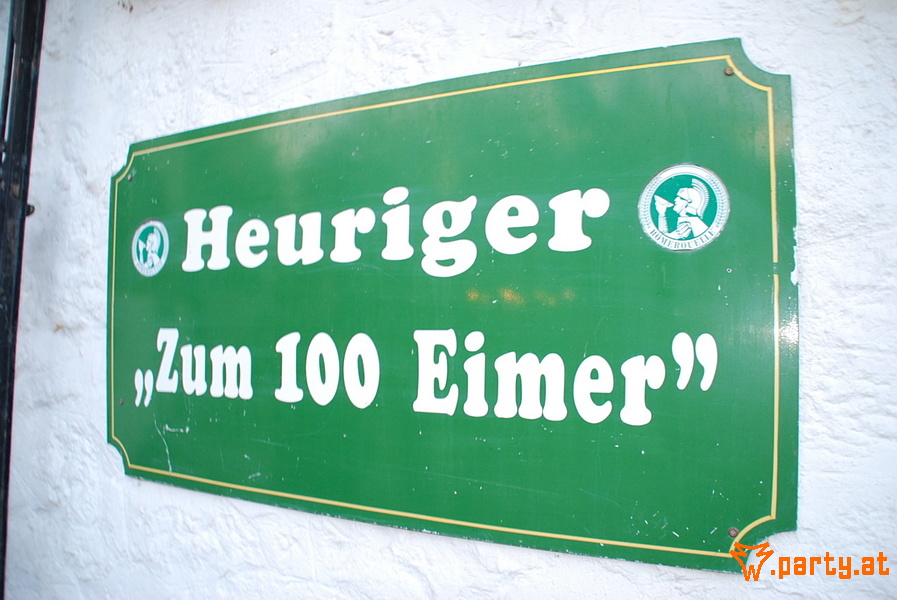 Heuriger
„Zum 100 Eimer”
RÖMERQUELLE
party.at